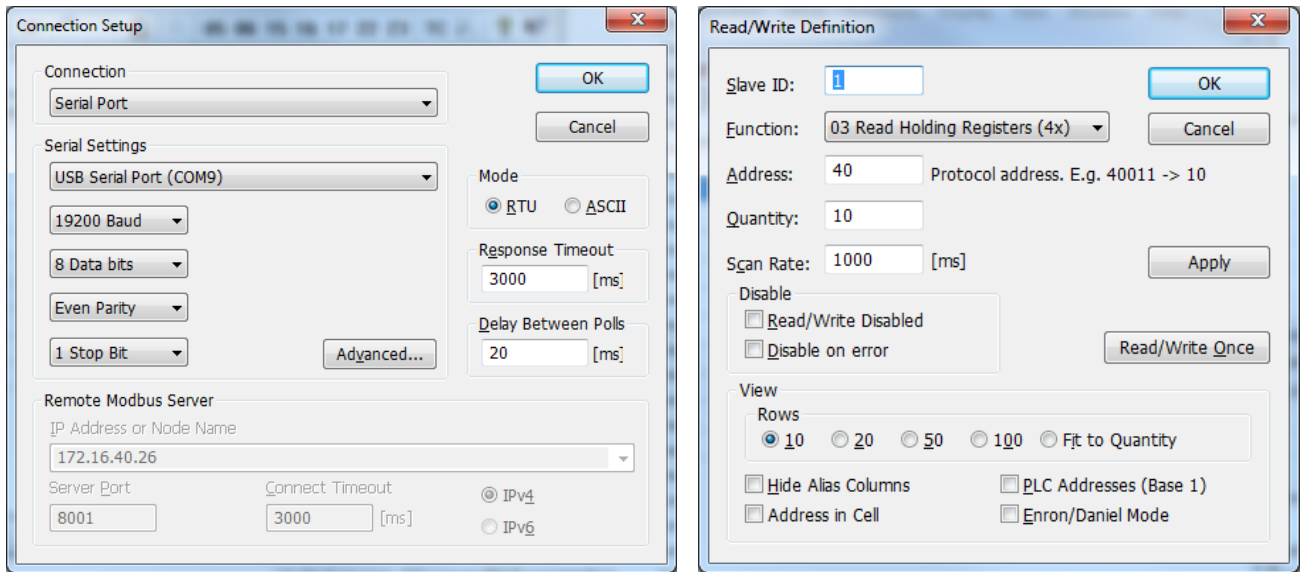 Connection Setup
Connection
Serial Port
OK
Cancel
Serial Settings
USB Serial Port (COM9)
19200 Baud
8 Data bits
Even Parity
1 Stop Bit
Advanced...
Mode
RTU
ASCII
Response Timeout
3000 [ms]
Delay Between Polls
20 [ms]
Remote Modbus Server
IP Address or Node Name
172.16.40.26
Server Port
8001
Connect Timeout
3000 [ms]
IPv4
IPv6
Read/Write Definition
Slave ID: 1
OK
Function: 03 Read Holding Registers (4x)
Cancel
Address: 40 Protocol address. E.g. 40011 -> 10
Quantity: 10
Scan Rate: 1000 [ms]
Apply
Disable
Read/Write Disabled
Disable on error
Read/Write Once
View
Rows
10 20 50 100 Fit to Quantity
Hide Alias Columns
PLC Addresses (Base 1)
Address in Cell
Enron/Daniel Mode